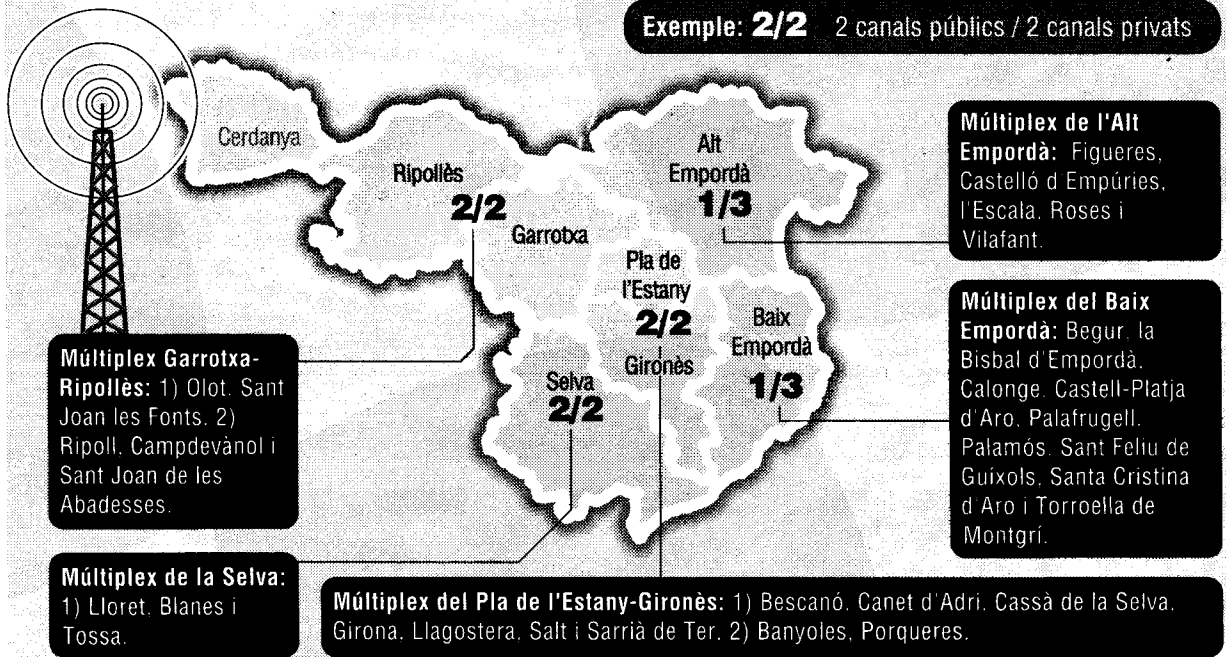 Exemple: 2/2 2 canals públics / 2 canals privats
Cerdanya
Ripollès
2/2
Garrotxa
Alt
Empordà
1/3
Pla de
l'Estany
2/2
Gironès
Baix
Empordà
1/3
Selva
2/2
Múltiplex de l'Alt
Empordà: Figueres,
Castelló d Empúries,
l'Escala. Roses i
Vilafant.
Múltiplex del Baix
Empordà: Begur, la
Bisbal d'Empordà.
Calonge. Castell-Platja
d'Aro, Palafrugell.
Palamós. Sant Feliu de
Guíxols, Santa Cristina
d'Aro i Torroella de
Montgrí.
Múltiplex Garrotxa-
Ripollès: 1) Olot. Sant
Joan les Fonts. 2)
Ripoll. Campdevànol i
Sant Joan de les
Abadesses.
Múltiplex de la Selva:
1) Lloret. Blanes i
Tossa.
Múltiplex del Pla de l'Estany-Gironès: 1) Bescanó. Canet d'Adri. Cassà de la Selva.
Girona. Llagostera, Salt i Sarrià de Ter. 2) Banyoles, Porqueres.